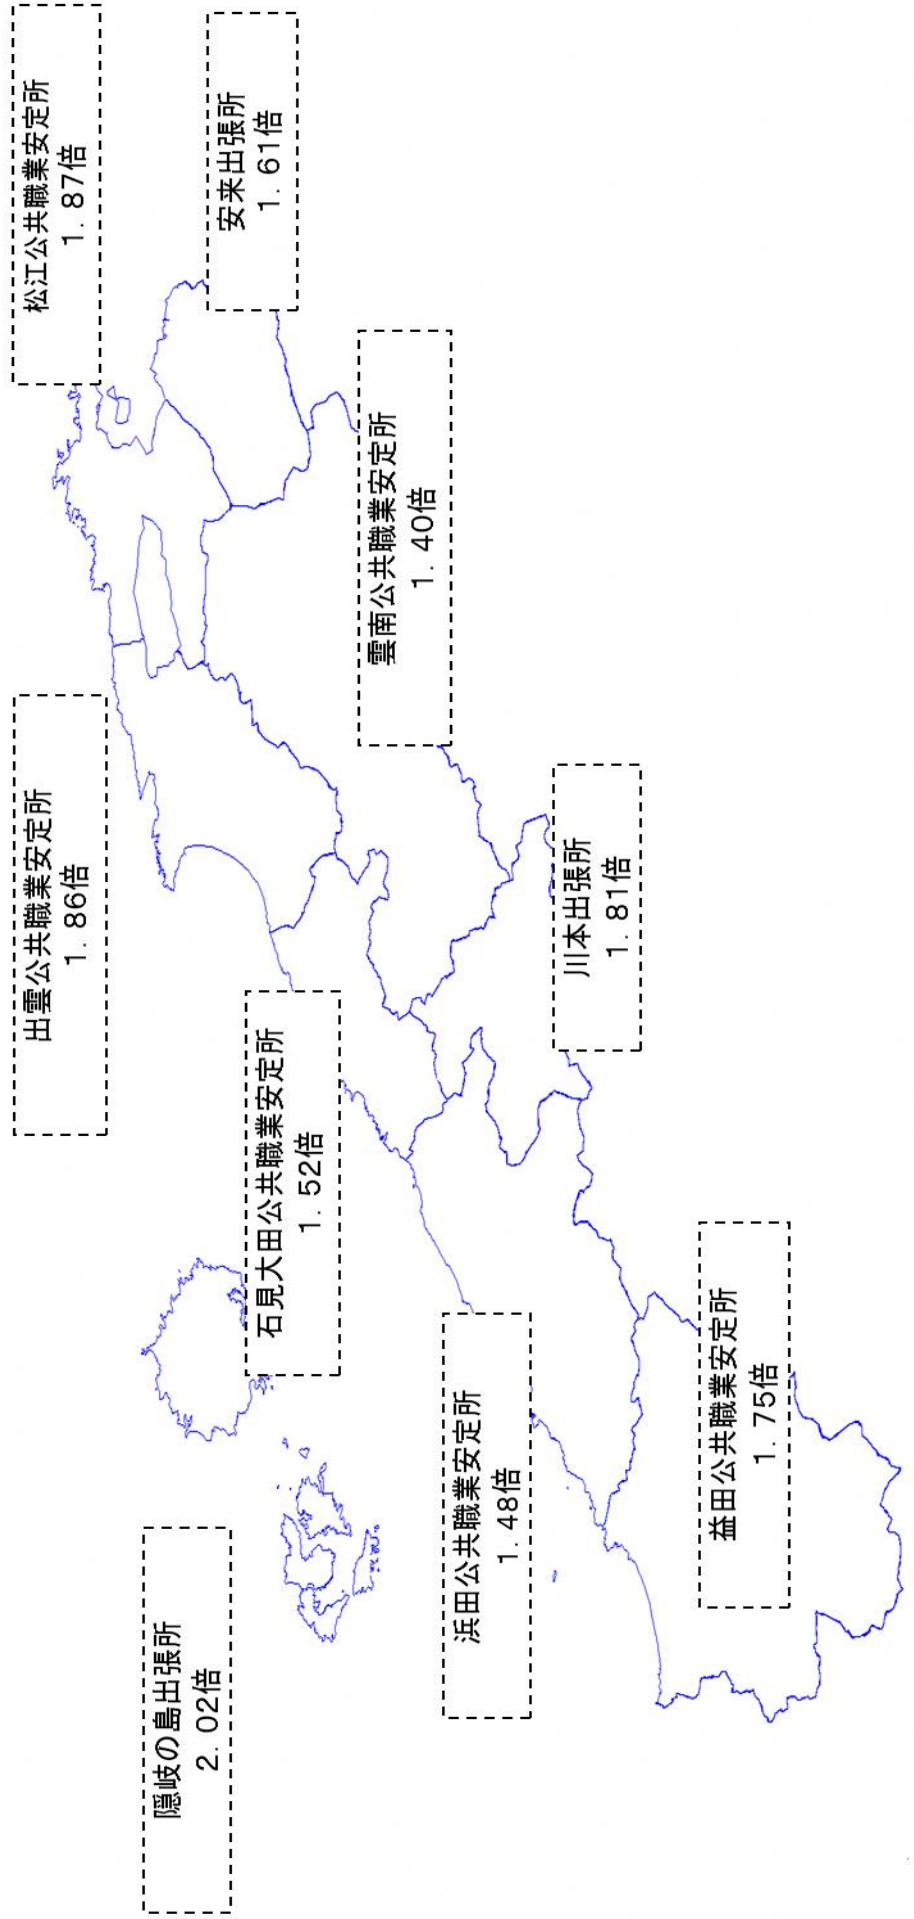 隠岐の島出張所
2．02倍
出雲公共職業安定所
1．86倍
松江公共職業安定所
1．87倍
安来出張所
1．61倍
石見大田公共職業安定所
1．52倍
雲南公共職業安定所
1．40倍
浜田公共職業安定所
1．48倍
川本出張所
1．81倍
益田公共職業安定所
1．75倍